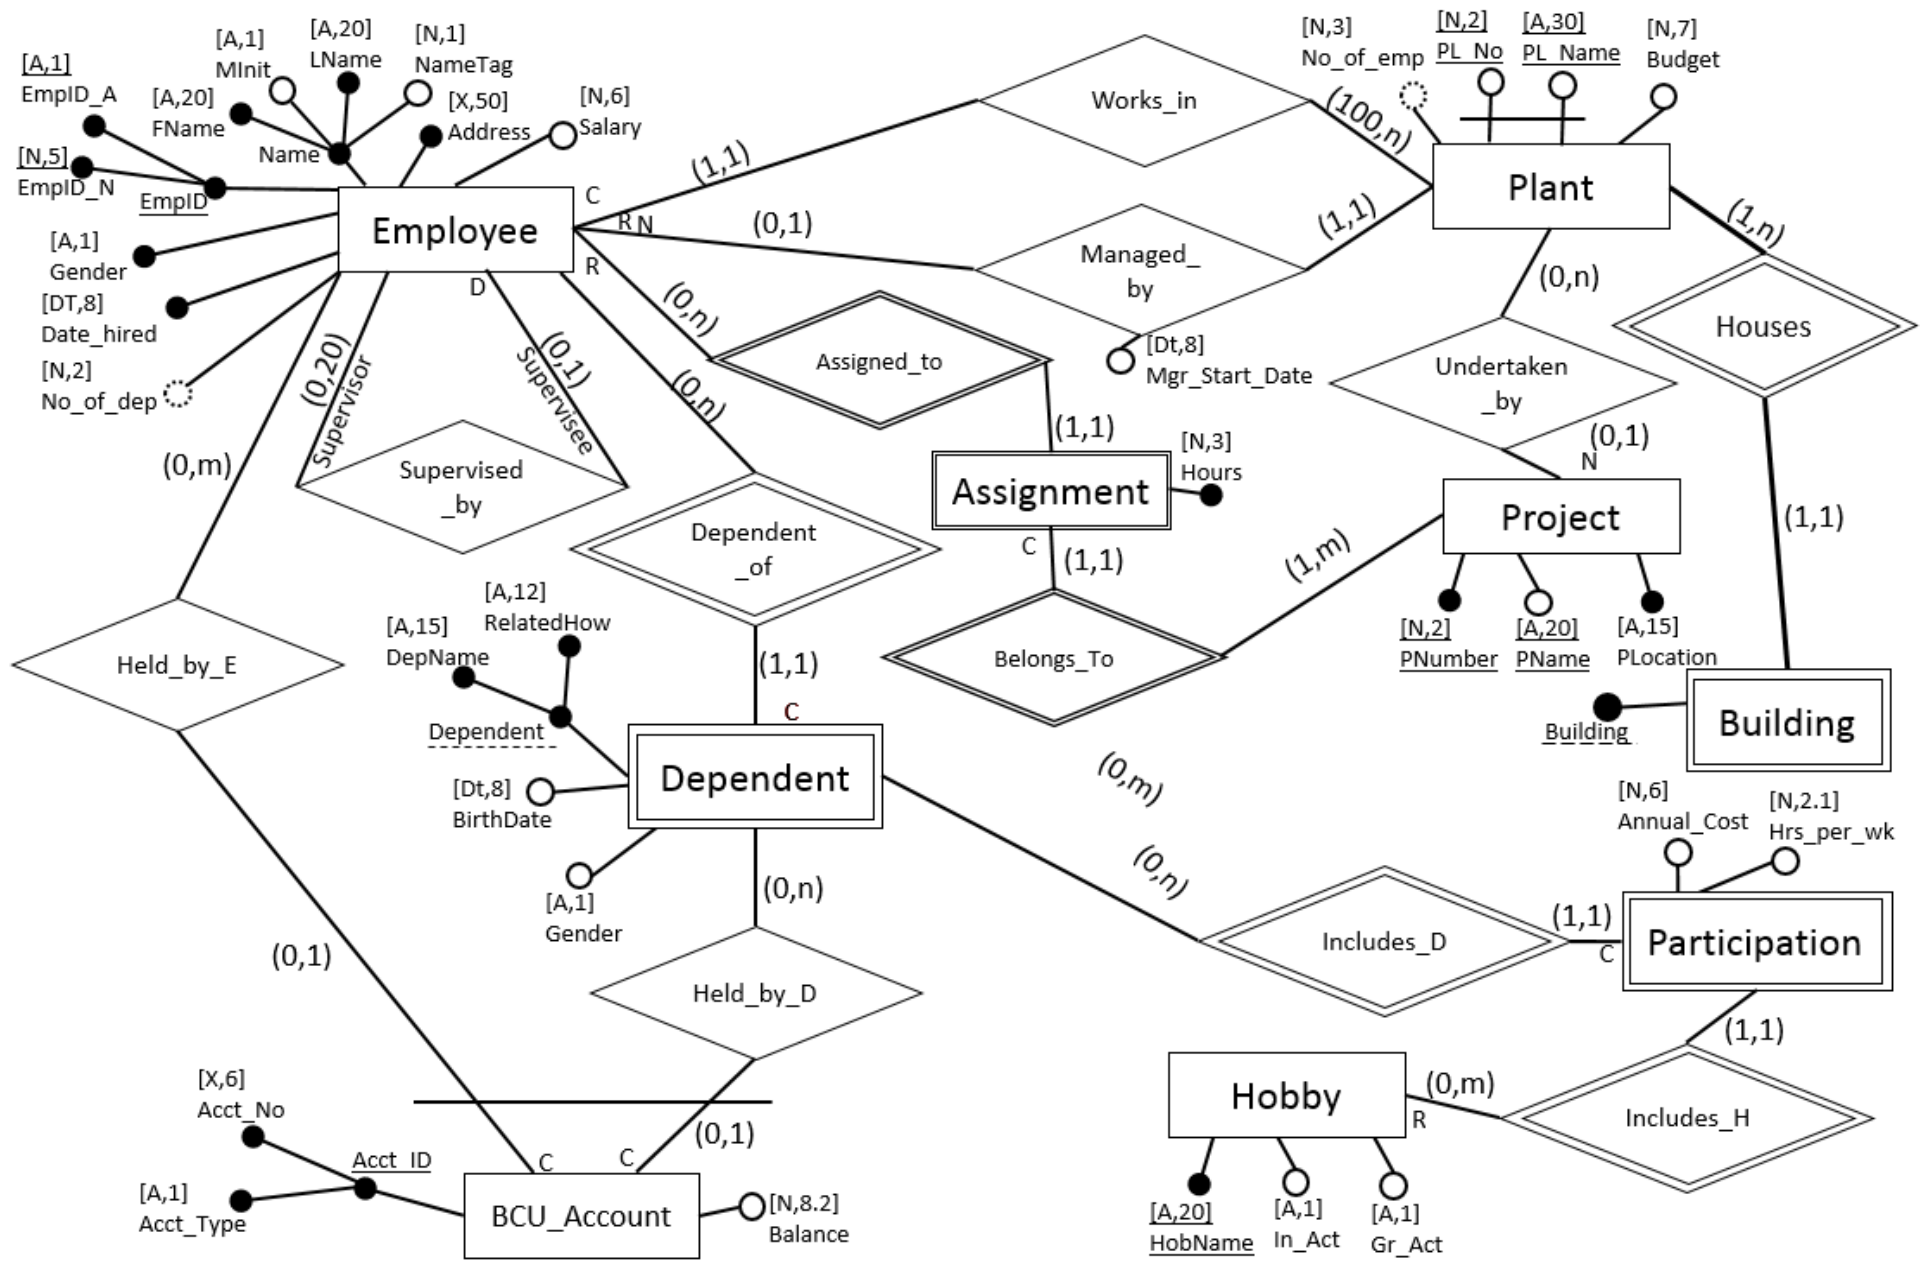 [A,1]
EmpID_A
[N,5]
EmpID_N
EmpID
[A,20]
FName
[A,1]
MInit
[A,20]
LName
[N,1]
NameTag
Name
[X,50]
Address
[N,6]
Salary
Employee
[A,1]
Gender
[DT,8]
Date_hired
[N,2]
No_of_dep
C
R N
R
D
(1,1)
Works_in
(100,n)
(0,1)
Managed_
by
(1,1)
[Dt,8]
Mgr_Start_Date
[N,3]
No_of_emp
[N,2]
PL_No
[A,30]
PL_Name
[N,7]
Budget
Plant
(1,n)
Houses
(1,1)
(0,n)
Undertaken
_by
(0,1)
N
(0,n)
Assigned_to
(1,1)
Assignment
[N,3]
Hours
C
(1,1)
Belongs_To
(1,m)
Project
[N,2]
PNumber
[A,20]
PName
[A,15]
PLocation
Building
Building
(0,20)
Supervisor
(0,1)
Supervisee
Supervised
_by
(0,n)
Dependent
_of
(1,1)
C
(0,m)
Held_by_E
(0,1)
[A,15]
DepName
[A,12]
RelatedHow
Dependent
[Dt,8]
BirthDate
[A,1]
Gender
Dependent
(0,n)
Held_by_D
(0,1)
C
C
[X,6]
Acct_No
[A,1]
Acct_Type
Acct_ID
BCU_Account
[N,8.2]
Balance
(0,m)
(0,n)
Includes_D
(1,1)
C
[N,6]
Annual_Cost
[N,2.1]
Hrs_per_wk
Participation
(1,1)
Includes_H
(0,m)
R
Hobby
[A,20]
HobName
[A,1]
In_Act
[A,1]
Gr_Act